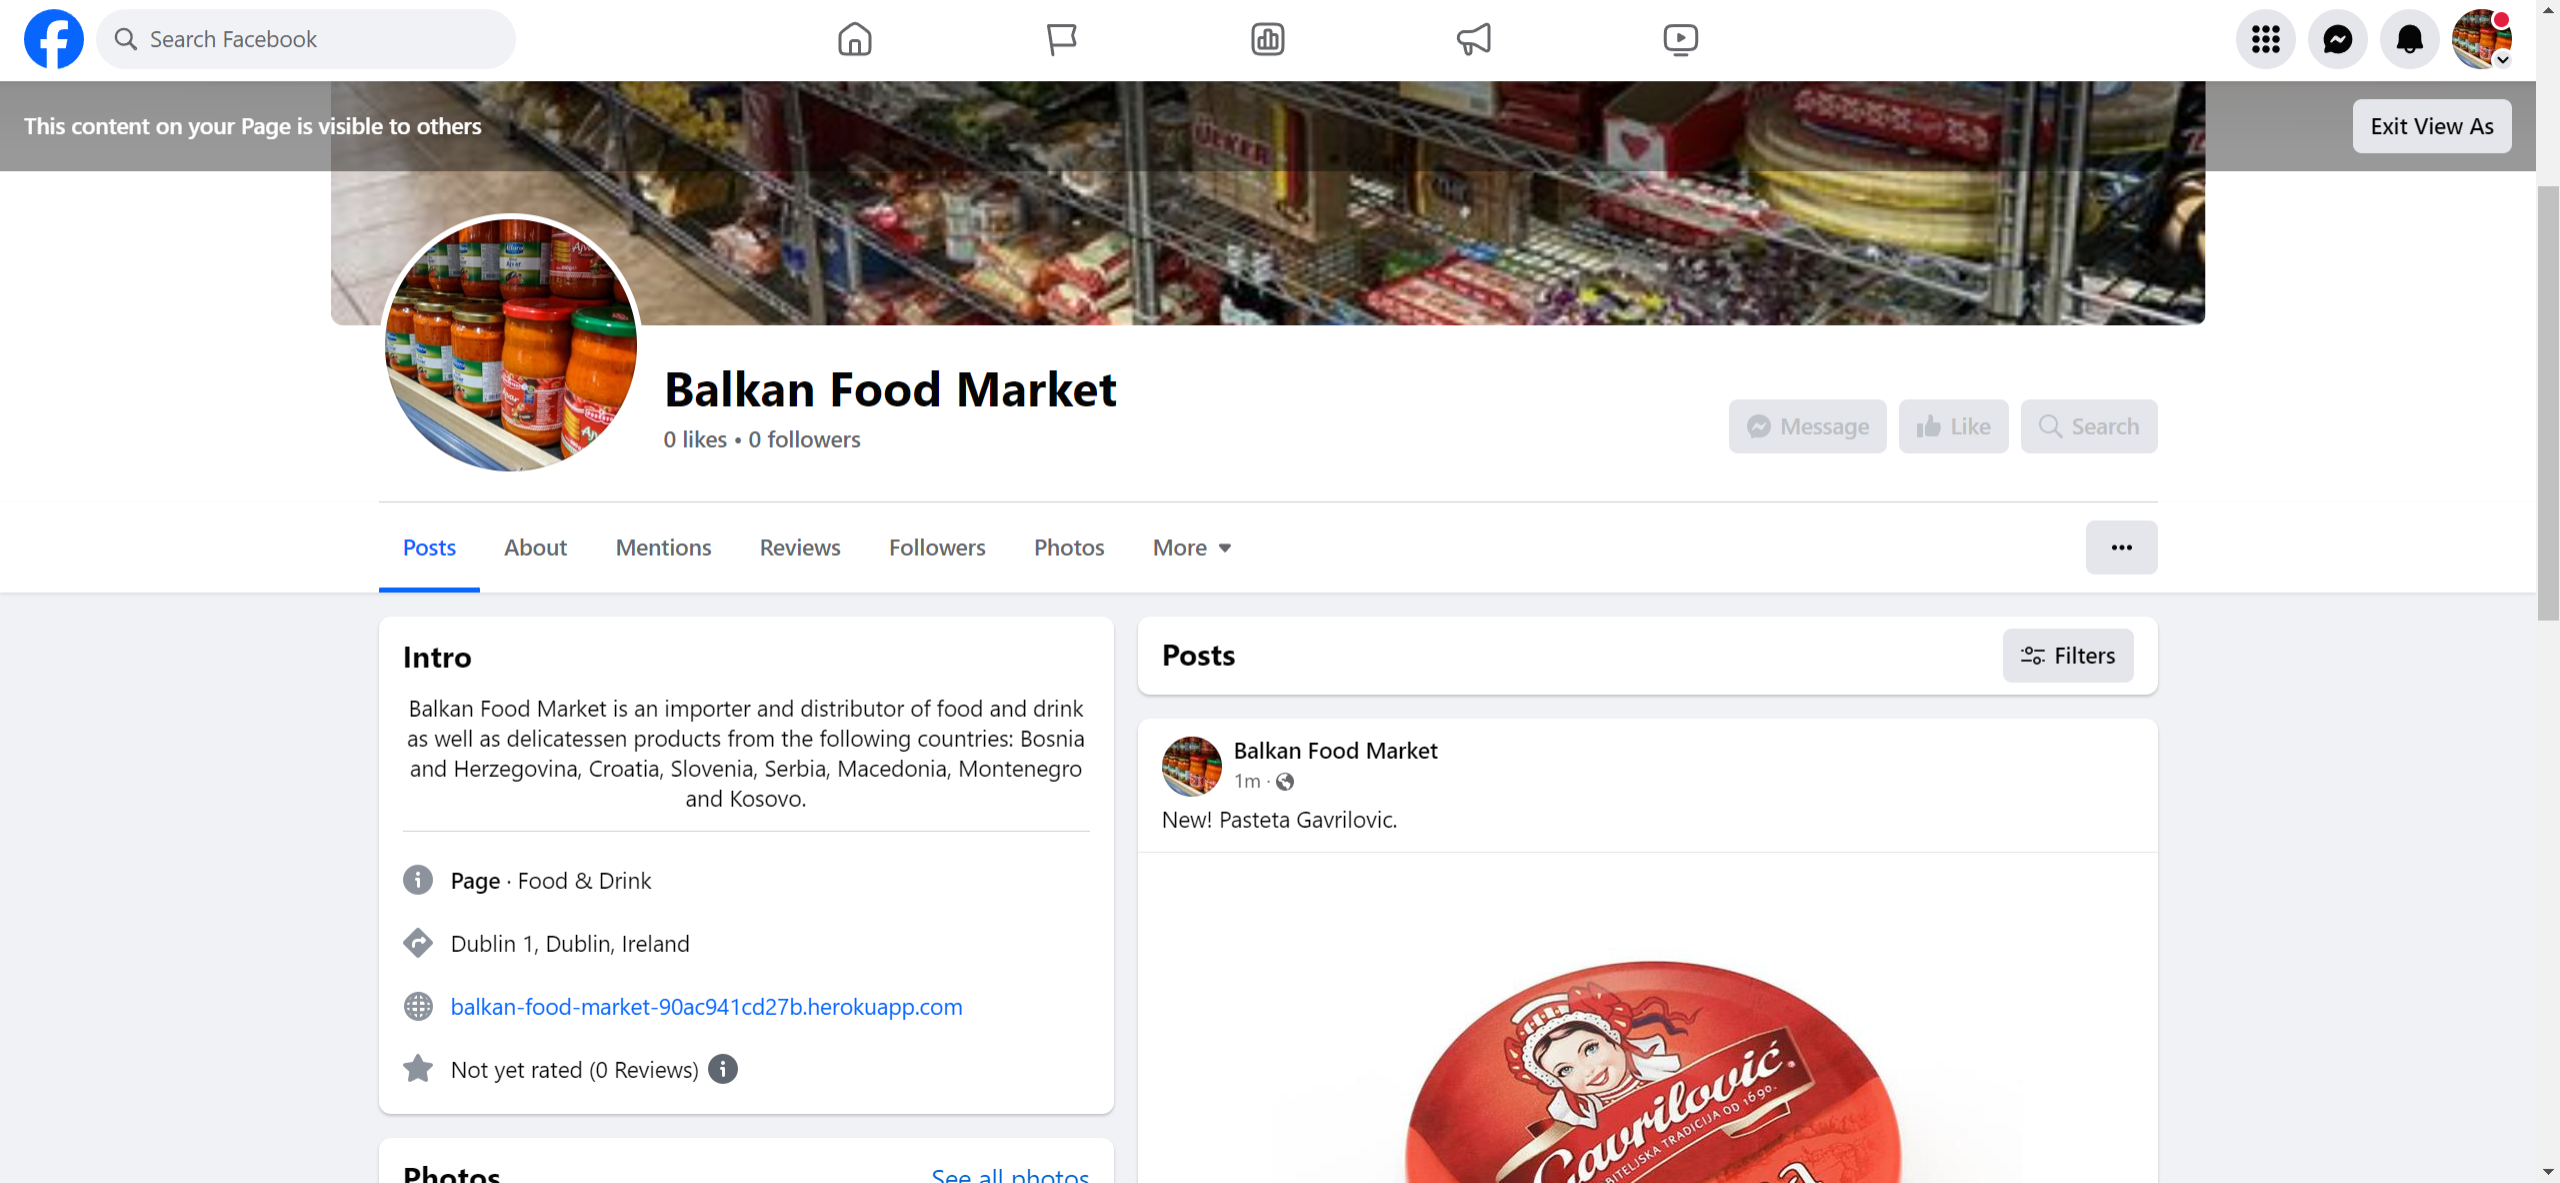 Search Facebook
This content on your Page is visible to others
Exit View As
ÜLKER
Ajvar
Balkan Food Market
0 likes • 0 followers
Message
Like
Search
Posts
About
Mentions
Reviews
Followers
Photos
More
Intro
Balkan Food Market is an importer and distributor of food and drink
as well as delicatessen products from the following countries: Bosnia
and Herzegovina, Croatia, Slovenia, Serbia, Macedonia, Montenegro
and Kosovo.
Page · Food & Drink
Dublin 1, Dublin, Ireland
balkan-food-market-90ac941cd27b.herokuapp.com
Not yet rated (0 Reviews)
Photos
See all photos
Posts
Filters
Balkan Food Market
1m ·
New! Pasteta Gavrilovic.
Gavrilović
OBITELJSKA TRADICIJA OD 1690.